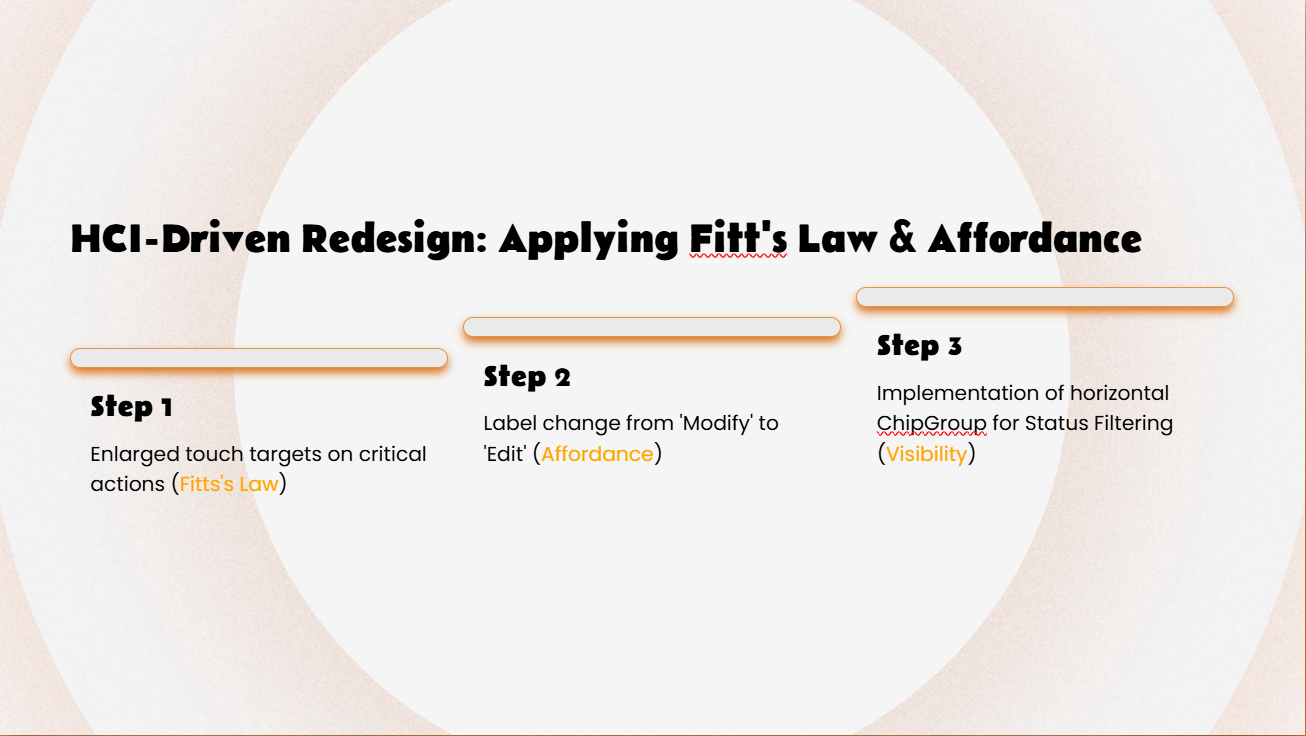 HCI-Driven Redesign: Applying Fitt's Law & Affordance
Step 1
Enlarged touch targets on critical
actions (Fitts's Law)
Step 2
Label change from 'Modify' to
'Edit' (Affordance)
Step 3
Implementation of horizontal
ChipGroup for Status Filtering
(Visibility)